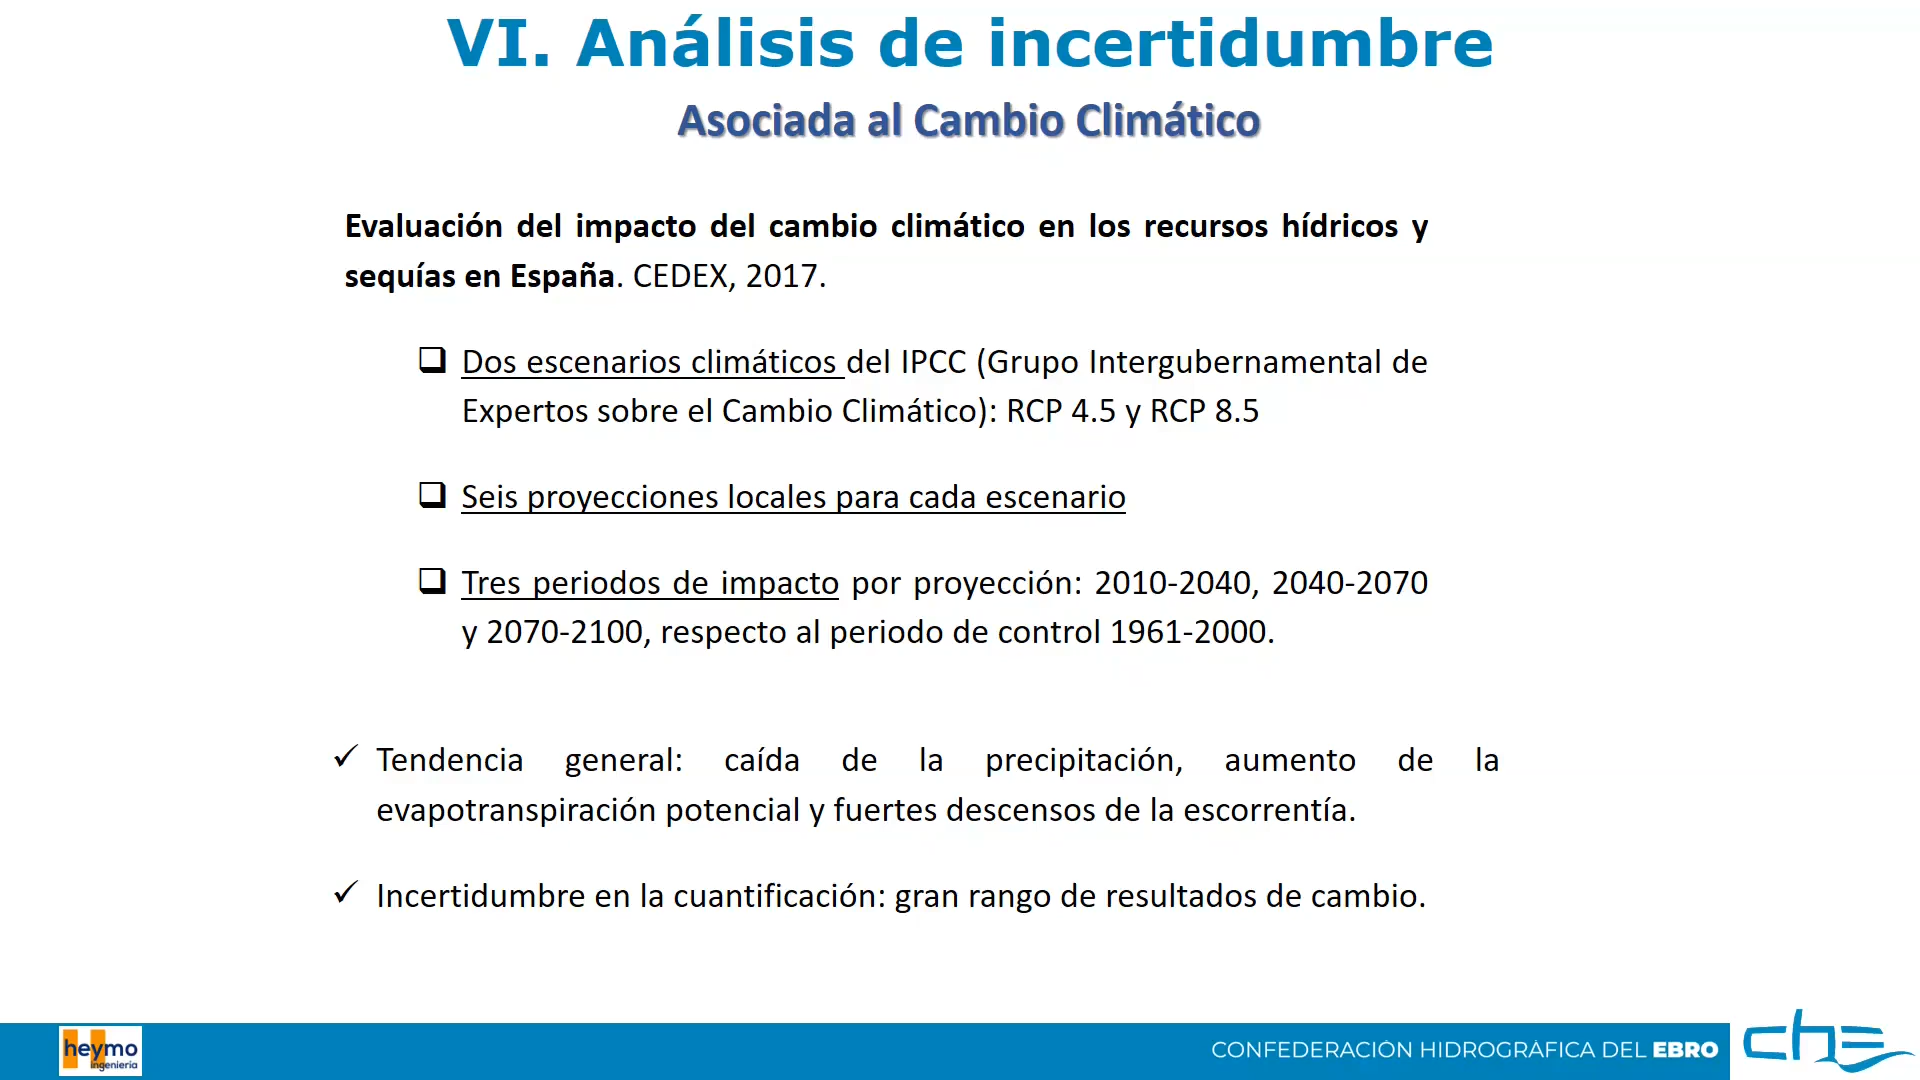 VI. Análisis de incertidumbre
Asociada al Cambio Climático
Evaluación del impacto del cambio climático en los recursos hídricos y
sequías en España. CEDEX, 2017.
Dos escenarios climáticos del IPCC (Grupo Intergubernamental de
Expertos sobre el Cambio Climático): RCP 4.5 y RCP 8.5
Seis proyecciones locales para cada escenario
Tres periodos de impacto por proyección: 2010-2040, 2040-2070
y 2070-2100, respecto al periodo de control 1961-2000.
Tendencia general: caída de la precipitación, aumento de la
evapotranspiración potencial y fuertes descensos de la escorrentía.
Incertidumbre en la cuantificación: gran rango de resultados de cambio.
heymo
ingeniería
CONFEDERACIÓN HIDROGRÁFICA DEL EBRO
che